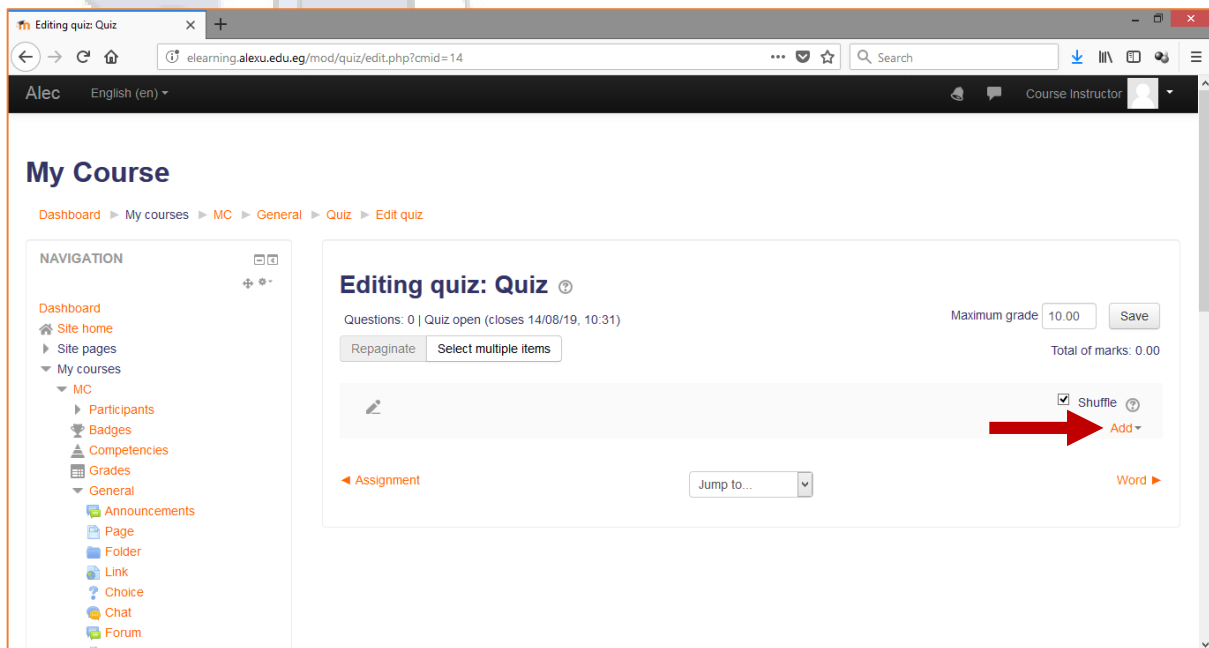 Editing quiz: Quiz
elearning.alexu.edu.eg/mod/quiz/edit.php?cmid=14
Search
Alec English (en)
Course Instructor
My Course
Dashboard ► My courses ► MC ► General ► Quiz ► Edit quiz
NAVIGATION
Dashboard
Site home
Site pages
My courses
MC
Participants
Badges
Competencies
Grades
General
Announcements
Page
Folder
Link
Choice
Chat
Forum
Editing quiz: Quiz
Questions: 0 | Quiz open (closes 14/08/19, 10:31)
Maximum grade 10.00 Save
Repaginate Select multiple items
Total of marks: 0.00
Shuffle
Add
◄ Assignment
Jump to...
Word ►